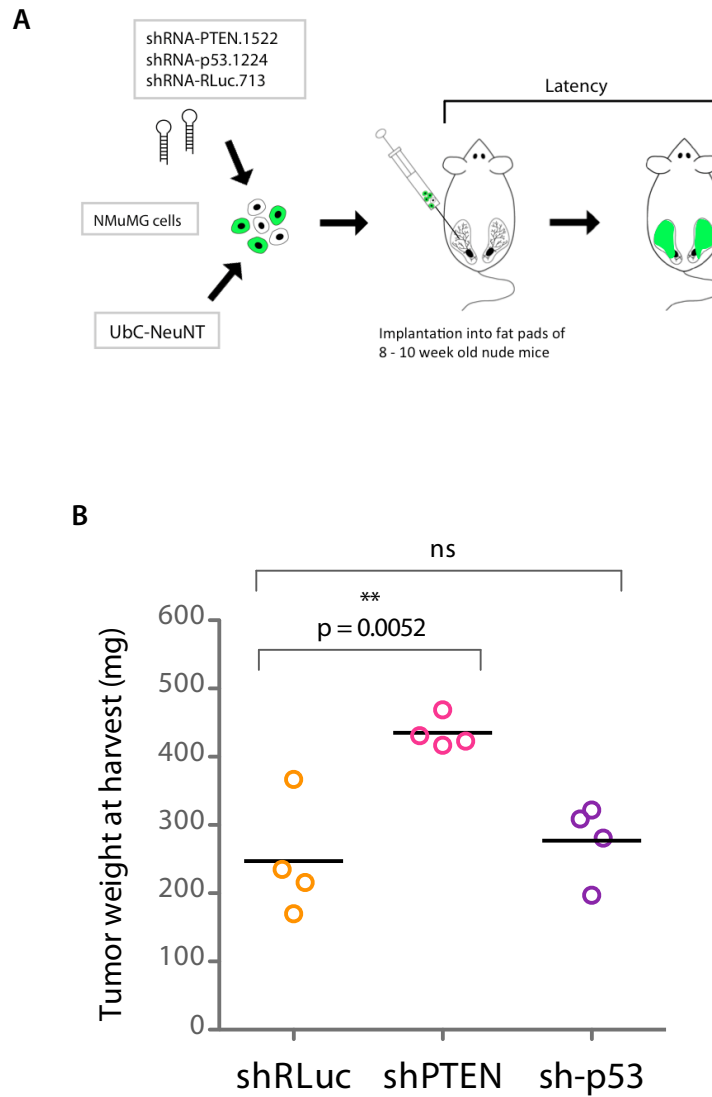 A
shRNA-PTEN.1522
shRNA-p53.1224
shRNA-RLuc.713
Latency
NMuMG cells
UbC-NeuNT
Implantation into fat pads of
8 - 10 week old nude mice
B
ns
**
p = 0.0052
Tumor weight at harvest (mg)
600
500
400
300
200
100
0
shRLuc shPTEN sh-p53